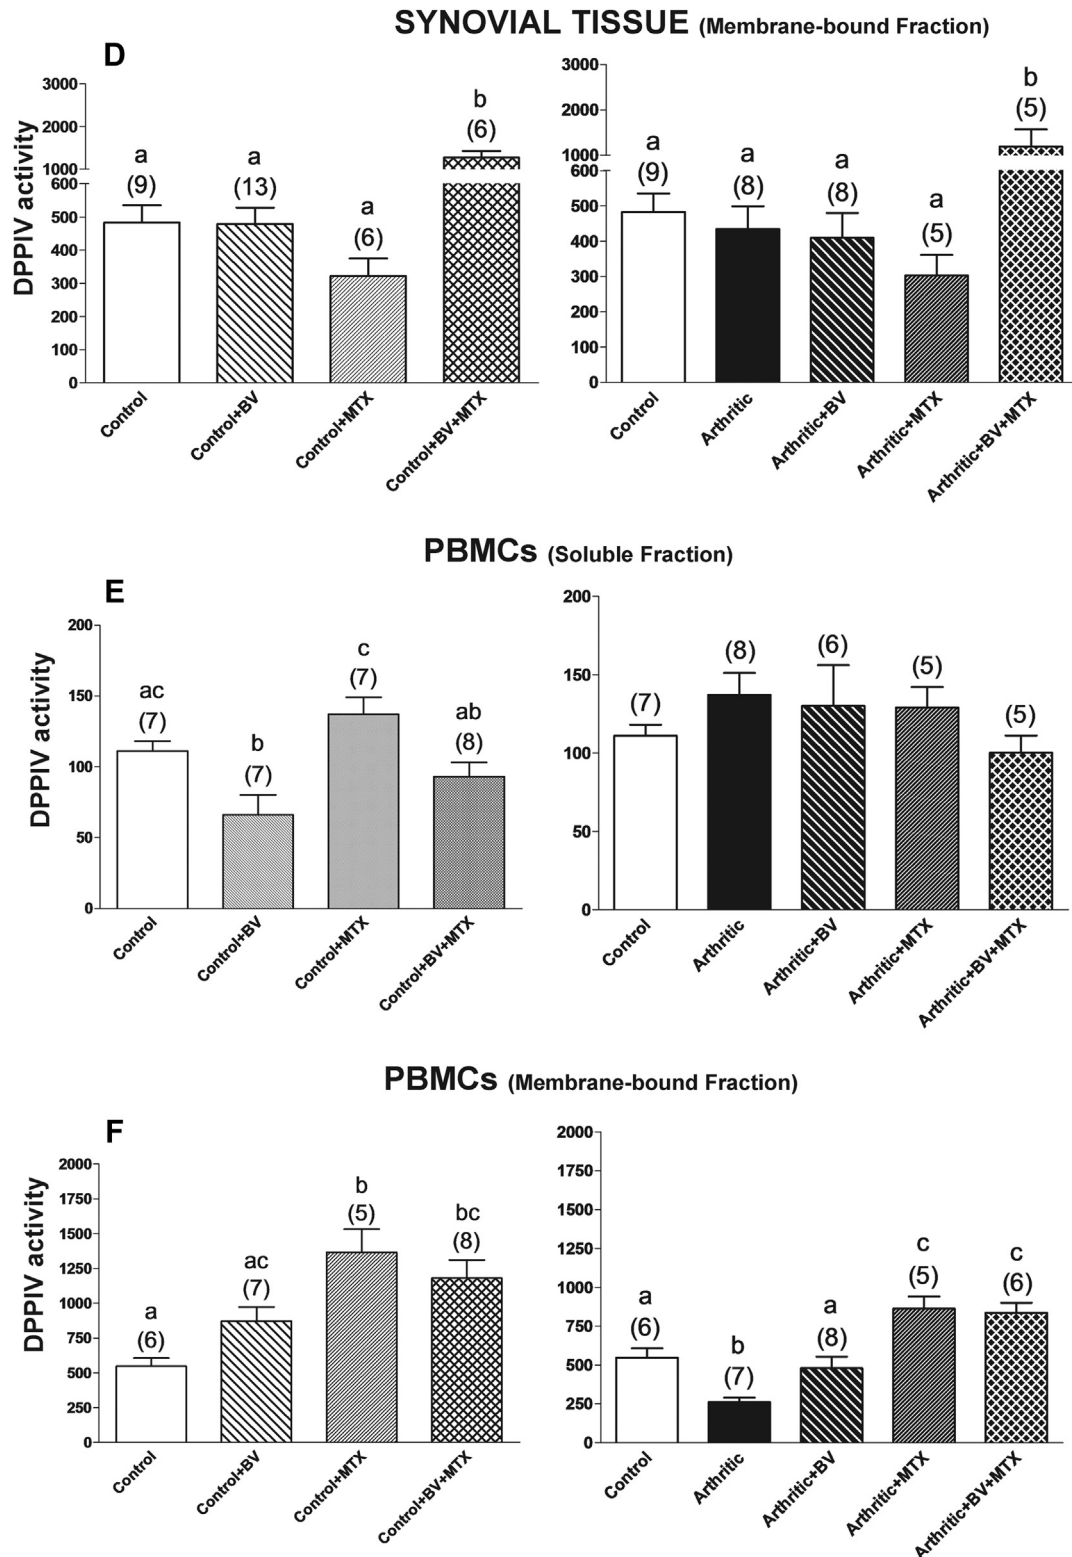 SYNOVIAL TISSUE (Membrane-bound Fraction)
D
DPPIV activity
3000
2000
1000
600
500
400
300
200
100
0
a
(9)
a
(13)
a
(6)
b
(6)
Control
Control+BV
Control+MTX
Control+BV+MTX
3000
2000
1000
600
500
400
300
200
100
0
a
(9)
a
(8)
a
(8)
a
(5)
b
(5)
Control
Arthritic
Arthritic+BV
Arthritic+MTX
Arthritic+BV+MTX
PBMCs (Soluble Fraction)
E
DPPIV activity
200
150
100
50
0
ac
(7)
b
(7)
c
(7)
ab
(8)
Control
Control+BV
Control+MTX
Control+BV+MTX
200
150
100
50
0
(7)
(8)
(6)
(5)
(5)
Control
Arthritic
Arthritic+BV
Arthritic+MTX
Arthritic+BV+MTX
PBMCs (Membrane-bound Fraction)
F
DPPIV activity
2000
1750
1500
1250
1000
750
500
250
0
a
(6)
ac
(7)
b
(5)
bc
(8)
Control
Control+BV
Control+MTX
Control+BV+MTX
2000
1750
1500
1250
1000
750
500
250
0
a
(6)
b
(7)
a
(8)
c
(5)
c
(6)
Control
Arthritic
Arthritic+BV
Arthritic+MTX
Arthritic+BV+MTX